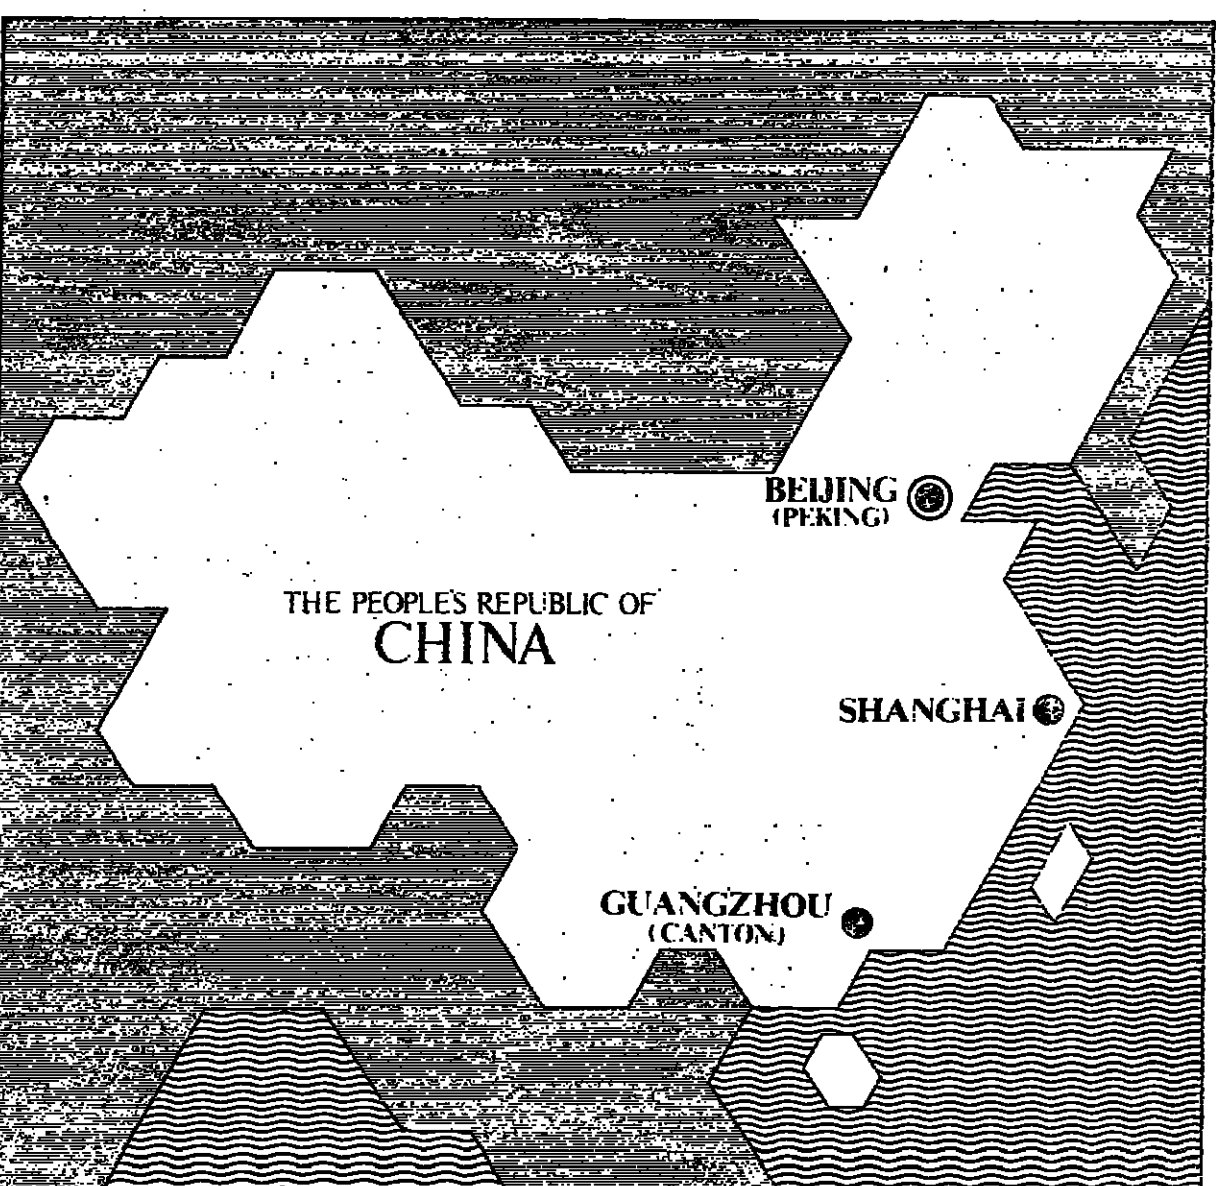 BEIJING
(PEKING)
THE PEOPLE'S REPUBLIC OF
CHINA
SHANGHAI
GUANGZHOU
(CANTON)